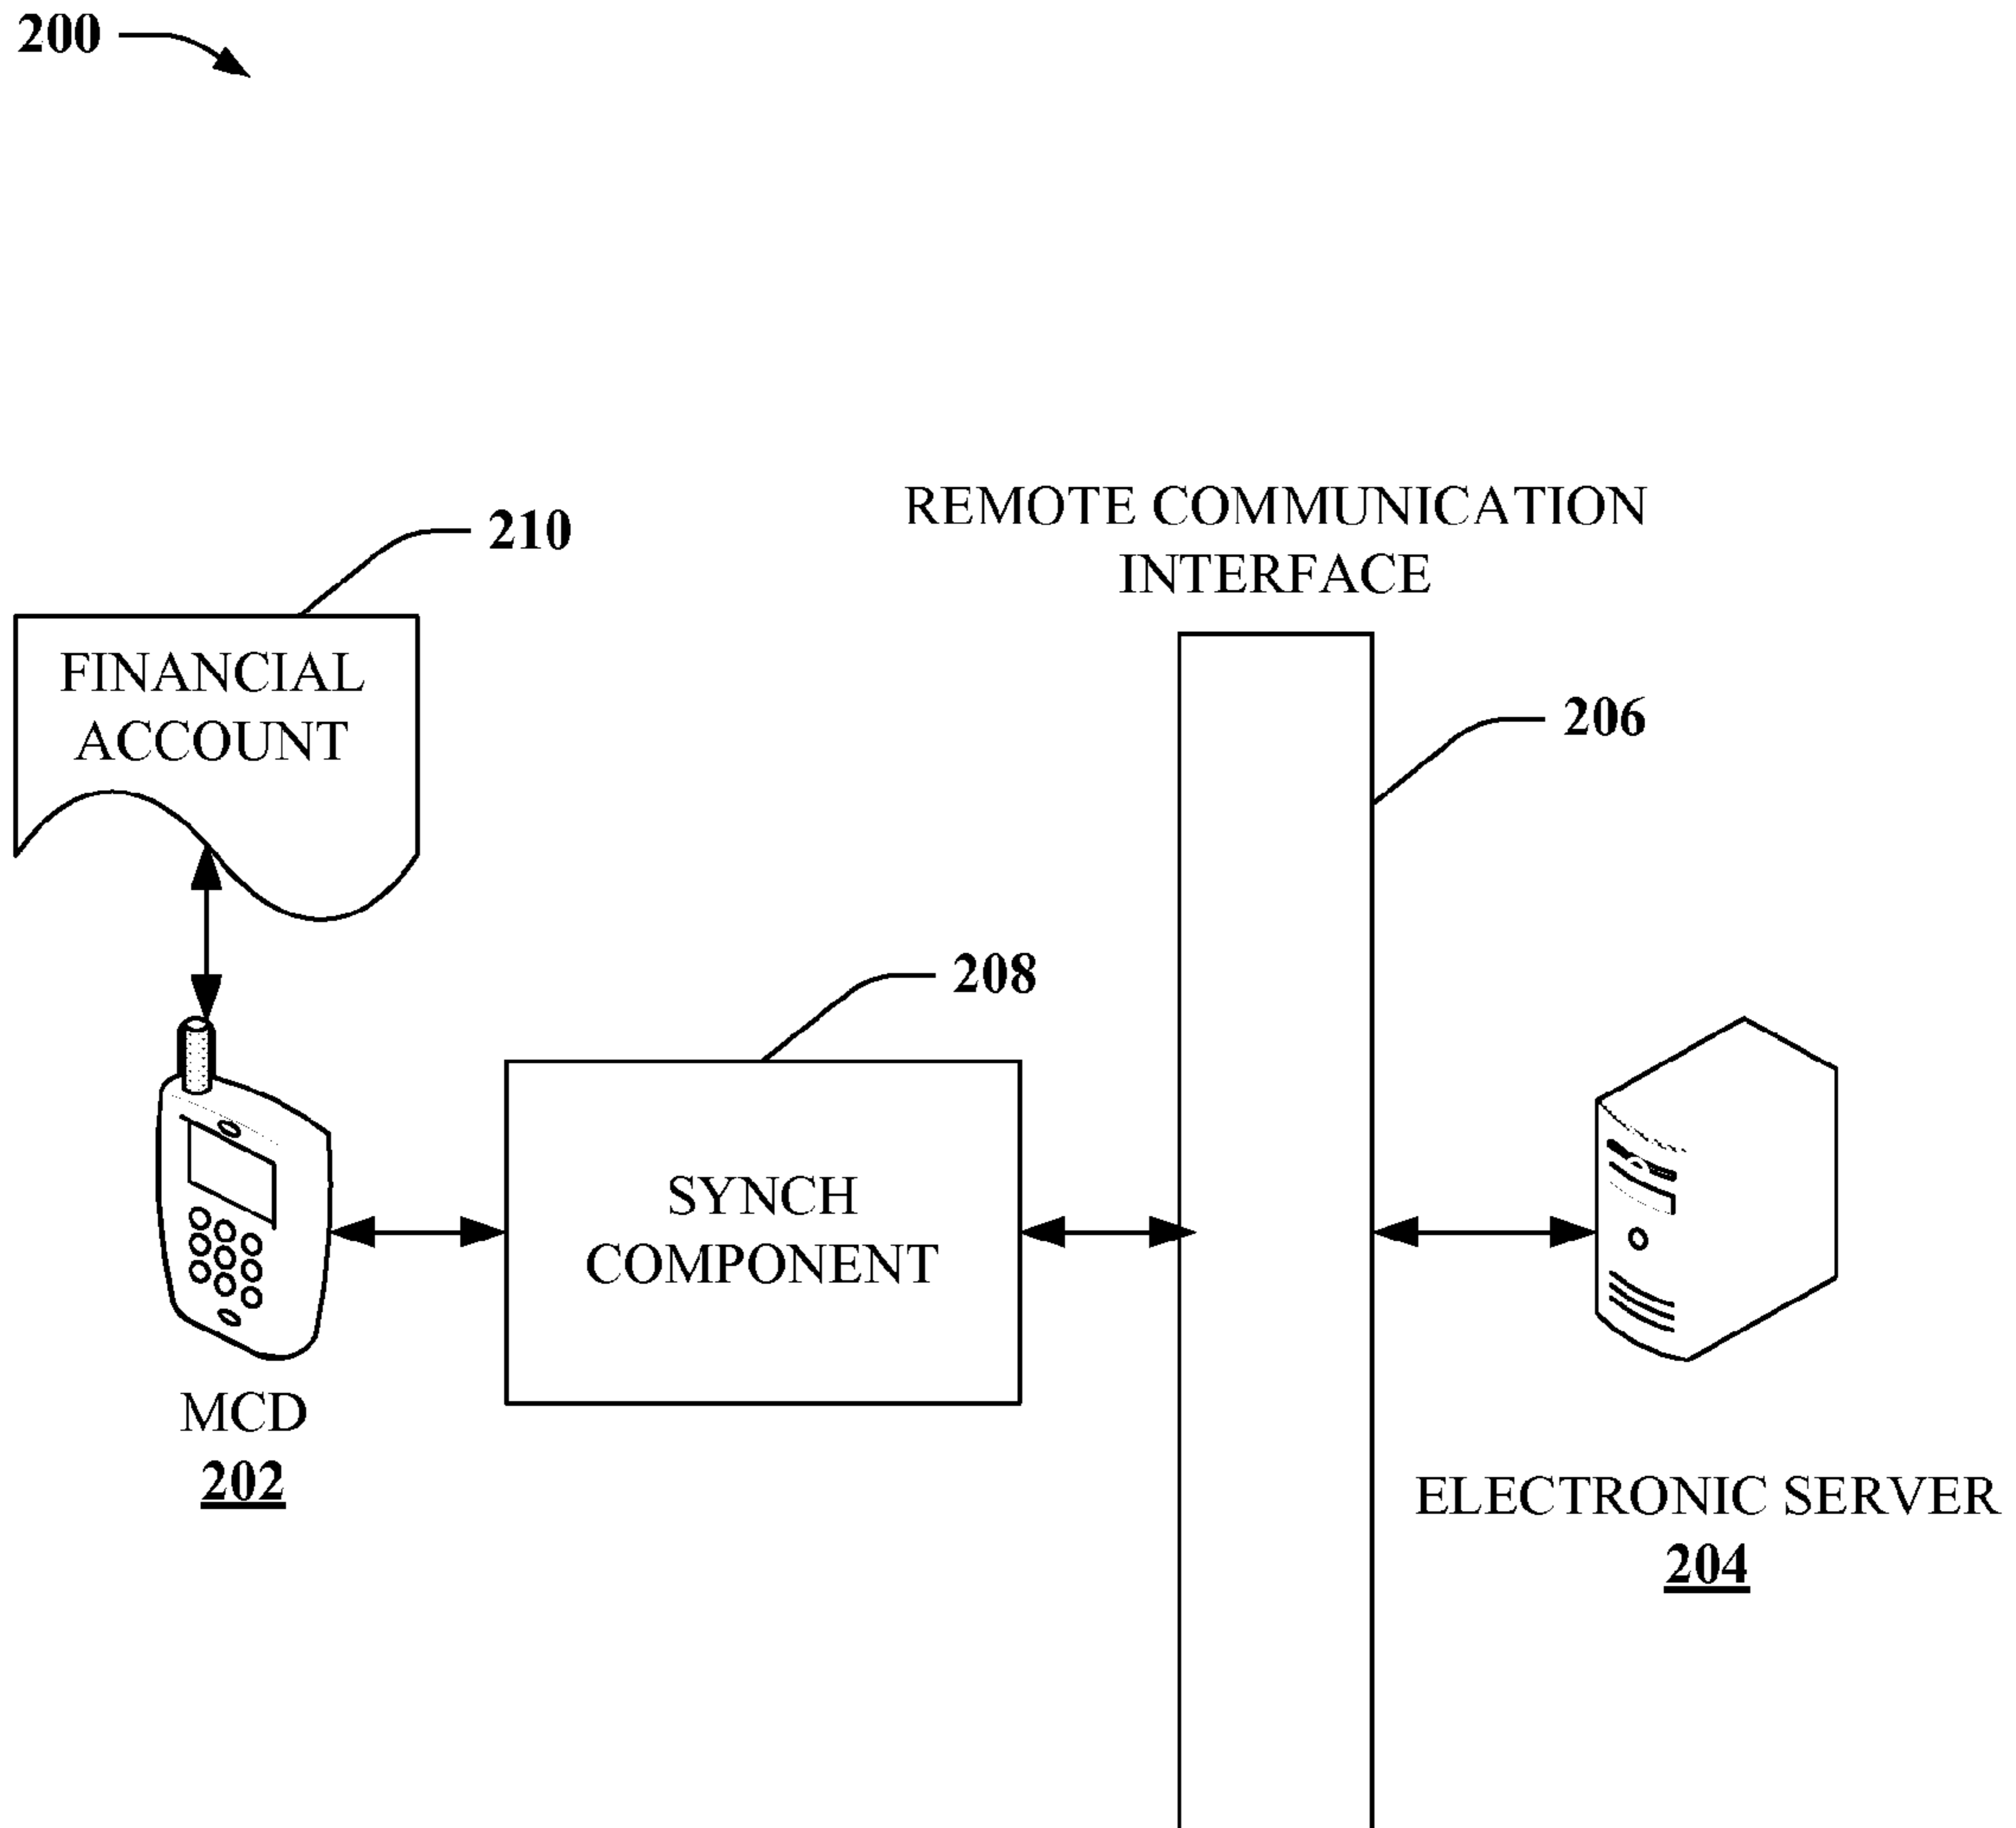 200
210
REMOTE COMMUNICATION
INTERFACE
FINANCIAL
ACCOUNT
206
208
SYNCH
COMPONENT
MCD
202
ELECTRONIC SERVER
204